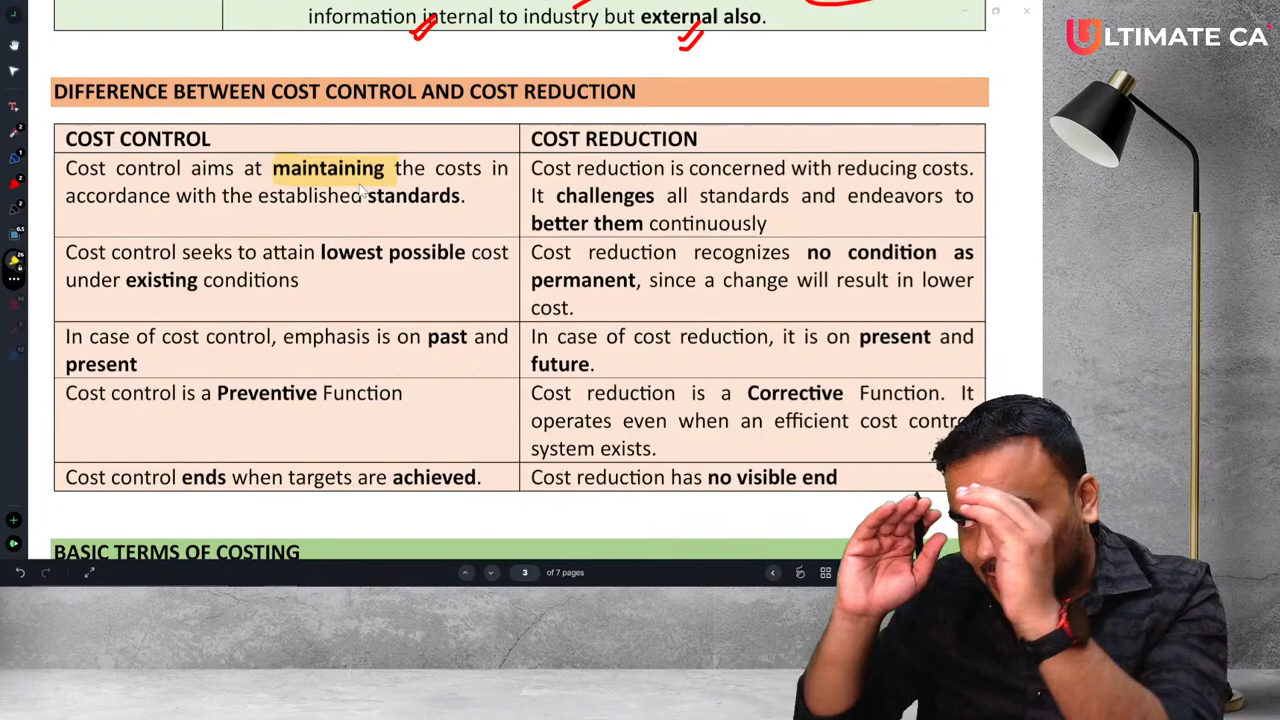 information internal to industry but external also.
ULTIMATE CA
DIFFERENCE BETWEEN COST CONTROL AND COST REDUCTION
COST CONTROL
COST REDUCTION
Cost control aims at maintaining the costs in
accordance with the established standards.
Cost reduction is concerned with reducing costs.
It challenges all standards and endeavors to
better them continuously
Cost control seeks to attain lowest possible cost
under existing conditions
Cost reduction recognizes no condition as
permanent, since a change will result in lower
cost.
In case of cost control, emphasis is on past and
present
In case of cost reduction, it is on present and
future.
Cost control is a Preventive Function
Cost reduction is a Corrective Function. It
operates even when an efficient cost contro
system exists.
Cost control ends when targets are achieved.
Cost reduction has no visible end
BASIC TERMS OF COSTING
3 of 7 pages